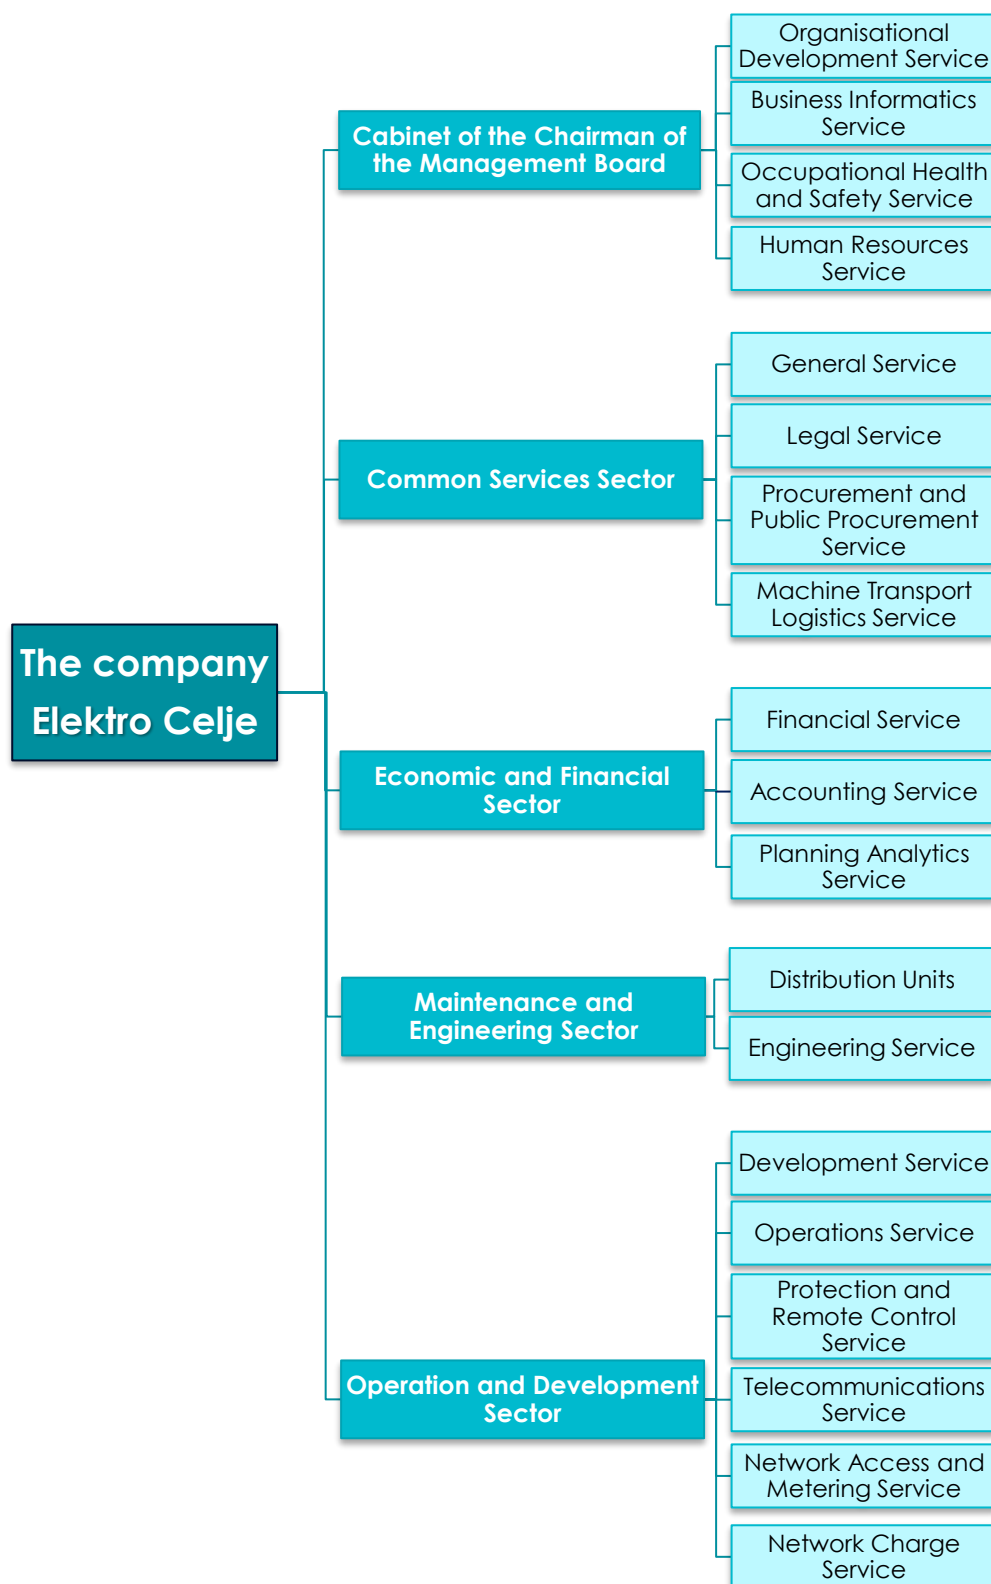 The company
Elektro Celje
Cabinet of the Chairman of
the Management Board
Organisational
Development Service
Business Informatics
Service
Occupational Health
and Safety Service
Human Resources
Service
Common Services Sector
General Service
Legal Service
Procurement and
Public Procurement
Service
Machine Transport
Logistics Service
Economic and Financial
Sector
Financial Service
Accounting Service
Planning Analytics
Service
Maintenance and
Engineering Sector
Distribution Units
Engineering Service
Operation and Development
Sector
Development Service
Operations Service
Protection and
Remote Control
Service
Telecommunications
Service
Network Access and
Metering Service
Network Charge
Service